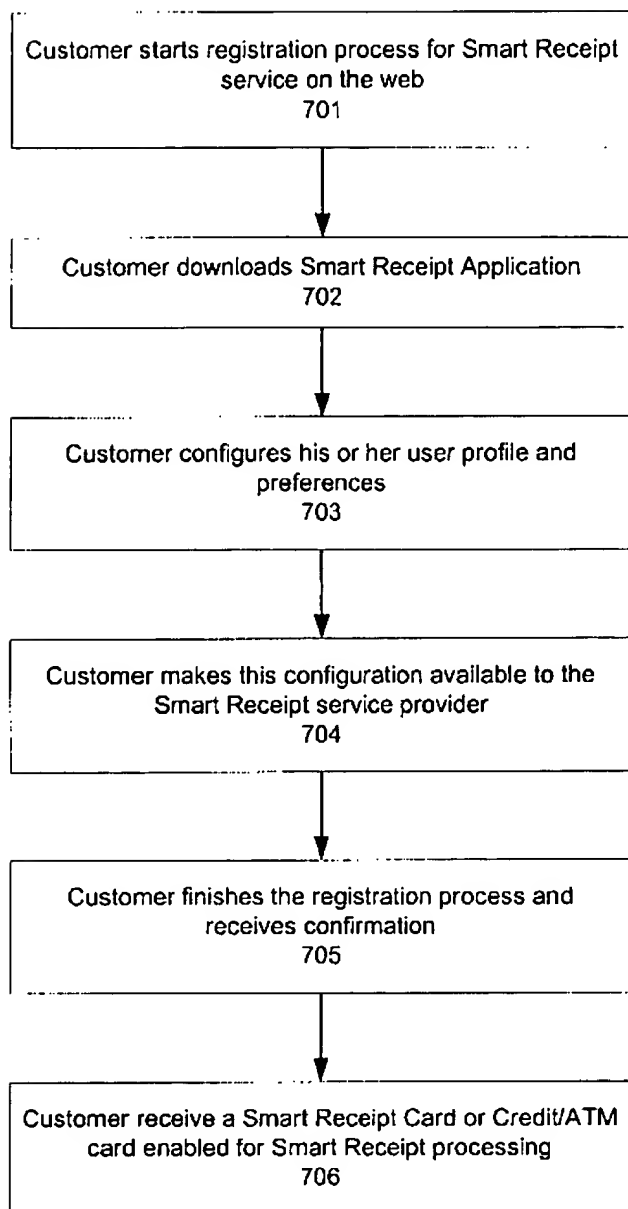 Customer starts registration process for Smart Receipt
service on the web
701
Customer downloads Smart Receipt Application
702
Customer configures his or her user profile and
preferences
703
Customer makes this configuration available to the
Smart Receipt service provider
704
Customer finishes the registration process and
receives confirmation
705
Customer receive a Smart Receipt Card or Credit/ATM
card enabled for Smart Receipt processing
706